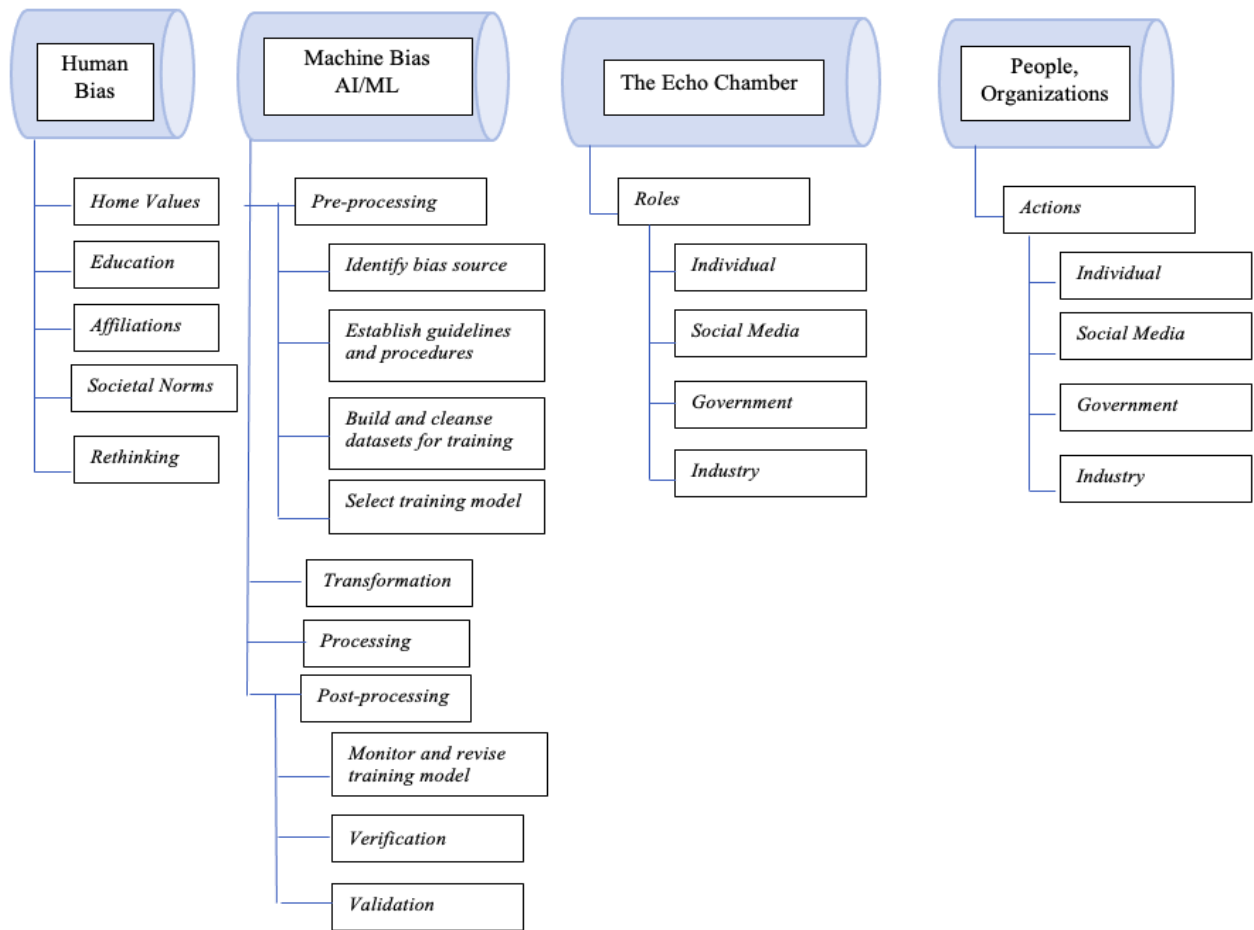 Human
Bias
Home Values
Education
Affiliations
Societal Norms
Rethinking
Machine Bias
AI/ML
Pre-processing
Identify bias source
Establish guidelines
and procedures
Build and cleanse
datasets for training
Select training model
Transformation
Processing
Post-processing
Monitor and revise
training model
Verification
Validation
The Echo Chamber
Roles
Individual
Social Media
Government
Industry
People,
Organizations
Actions
Individual
Social Media
Government
Industry